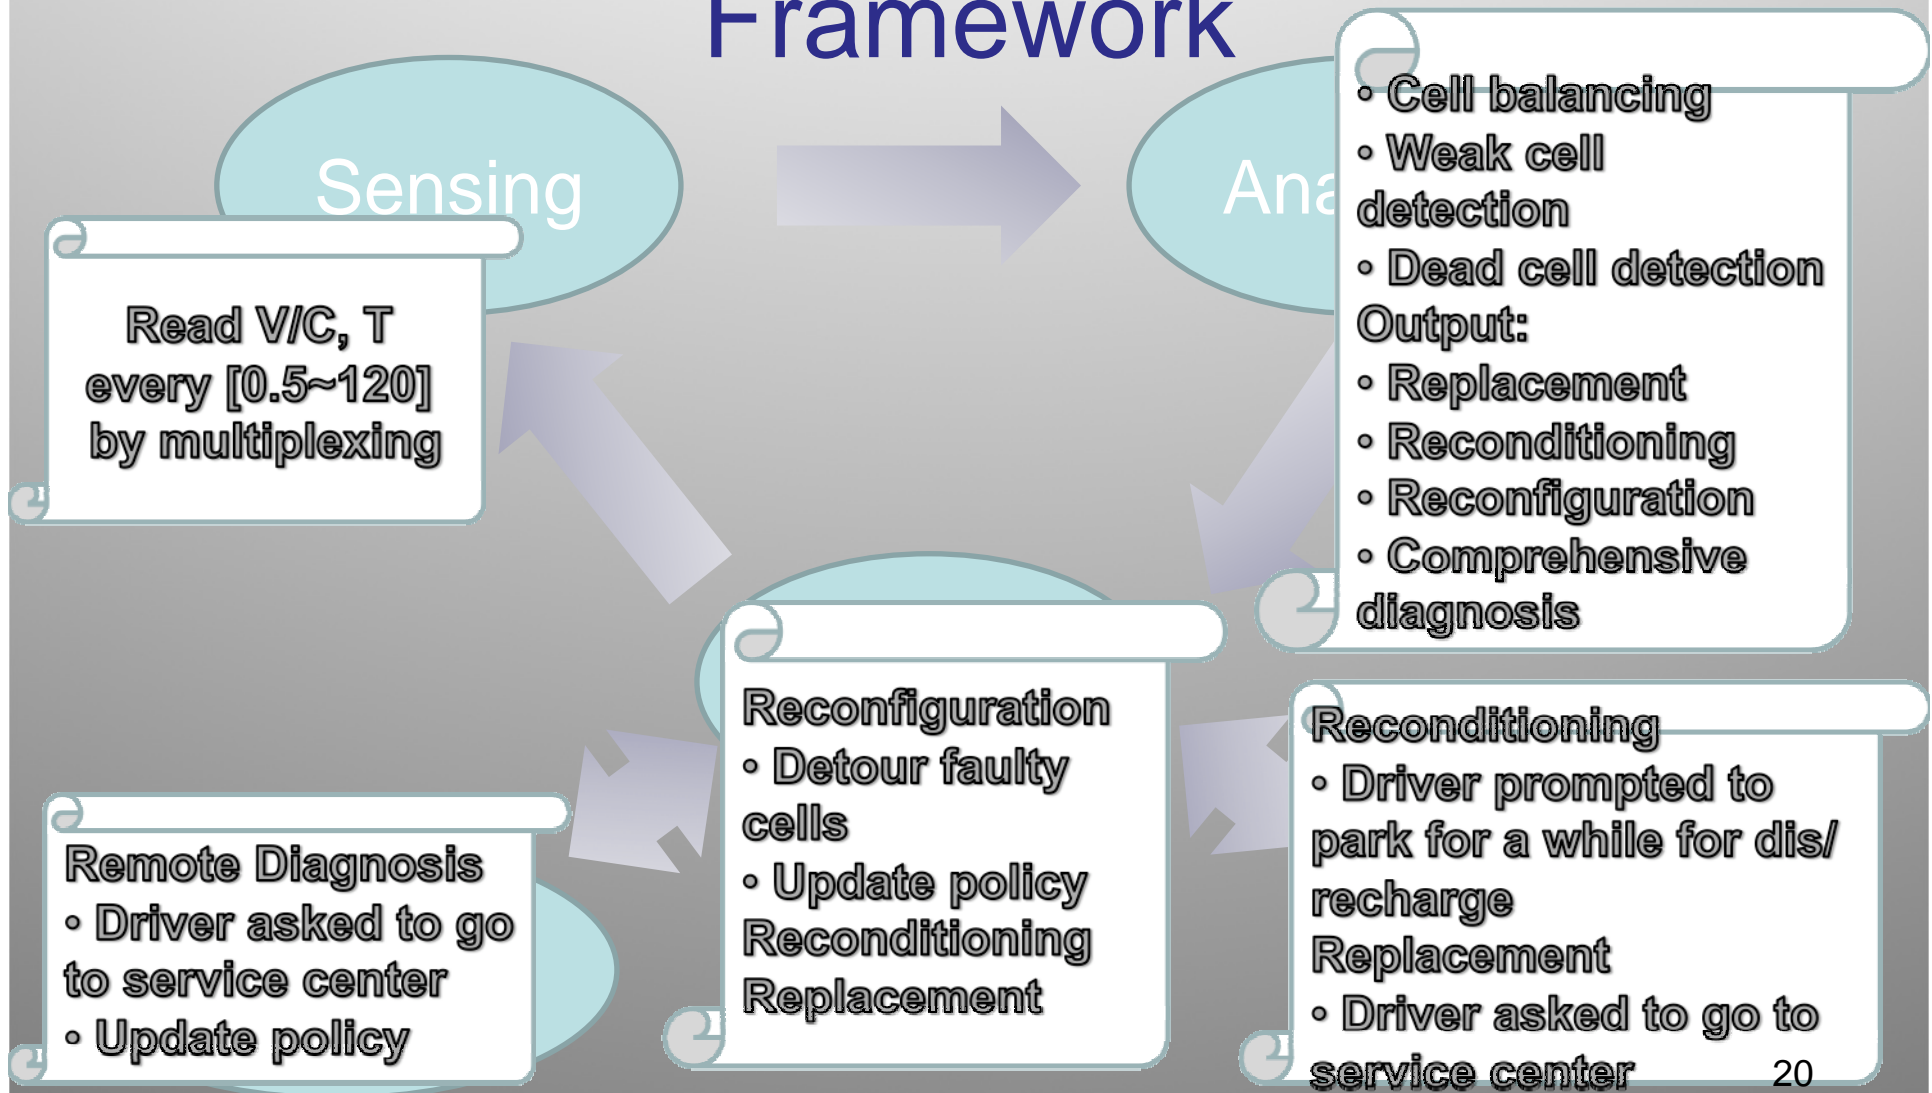 Framework
Sensing
Ana
Read V/C, T
every [0.5~120]
by multiplexing
• Cell balancing
• Weak cell
detection
• Dead cell detection
Output:
• Replacement
• Reconditioning
• Reconfiguration
• Comprehensive
diagnosis
Reconfiguration
• Detour faulty
cells
• Update policy
Reconditioning
Replacement
Remote Diagnosis
• Driver asked to go
to service center
• Update policy
Reconditioning
• Driver prompted to
park for a while for dis/
recharge
Replacement
• Driver asked to go to
service center
20